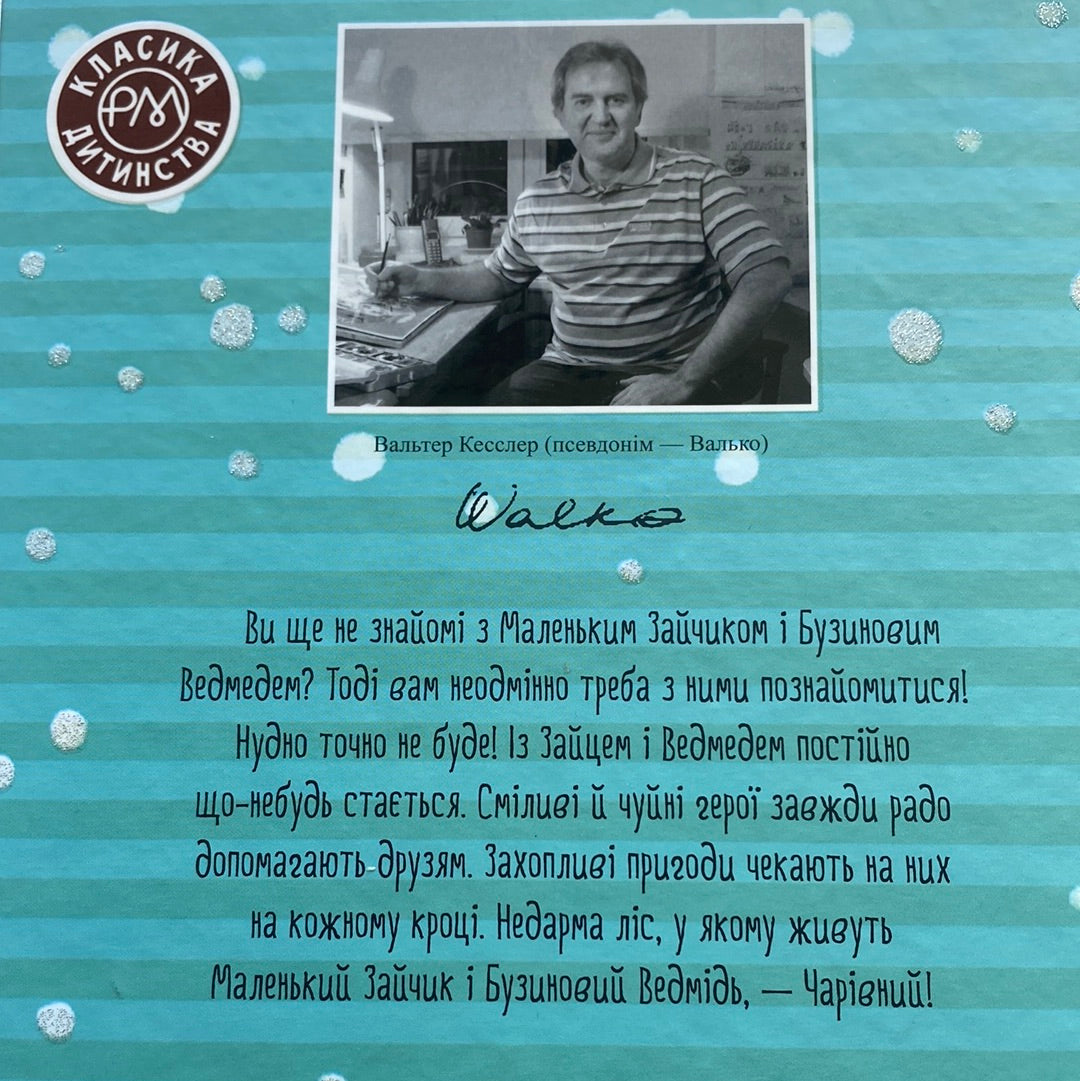 КЛАСИКА
РМ
ДИТИНСТВА
Вальтер Кесслер (псевдонім — Валько)
Walko
Ви ще не знайомі з Маленьким Зайчиком і Бузиновим
Ведмедем? Тоді вам неодмінно треба з ними познайомитися!
Нудно точно не буде! Із Зайцем і Ведмедем постійно
що-небудь стається. Сміливі й чуйні герої завжди радо
допомагають друзям. Захопливі пригоди чекають на них
на кожному кроці. Недарма ліс, у якому живуть
Маленький Зайчик і Бузиновий Ведмідь, — Чарівний!